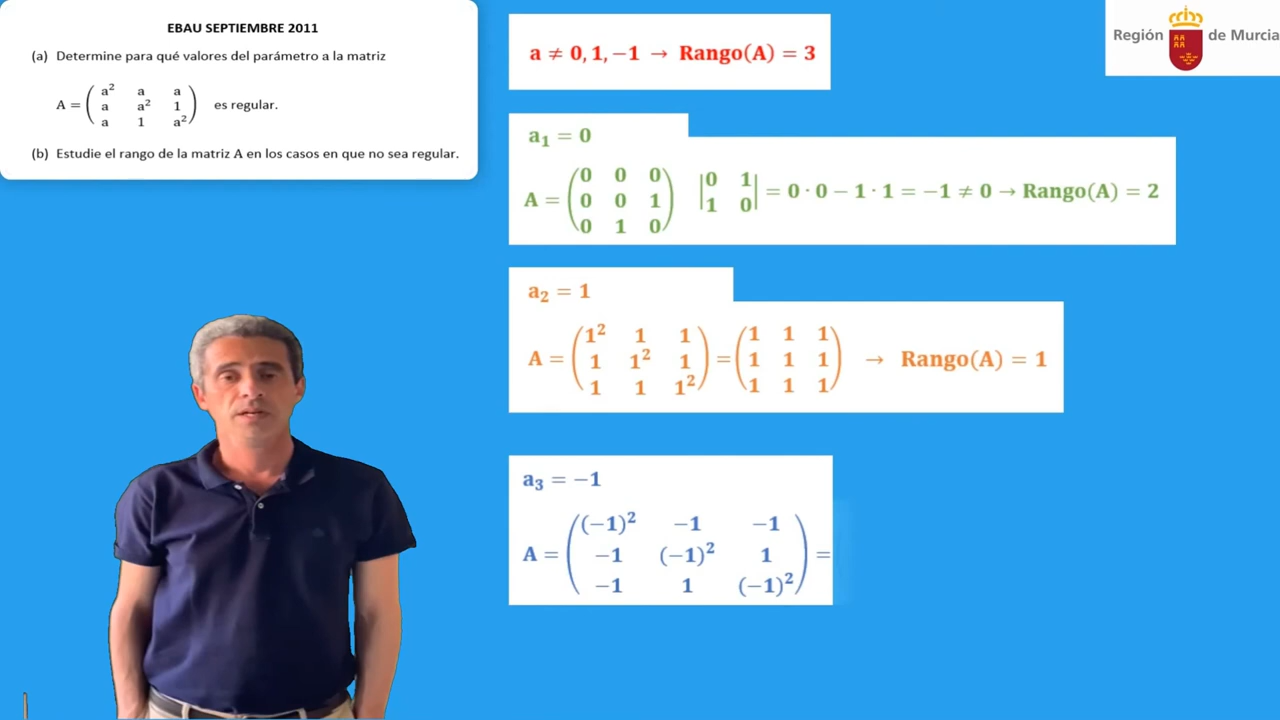 EBAU SEPTIEMBRE 2011
(a) Determine para qué valores del parámetro a la matriz
a² a a
A = ( a a² 1 ) es regular.
a 1 a²
(b) Estudie el rango de la matriz A en los casos en que no sea regular.
a ≠ 0, 1, −1 → Rango(A) = 3
Región de Murcia
a₁ = 0
0 0 0
A = ( 0 0 1 ) |0 1; 1 0| = 0 · 0 − 1 · 1 = −1 ≠ 0 → Rango(A) = 2
0 1 0
a₂ = 1
1² 1 1 1 1 1
A = ( 1 1² 1 ) = ( 1 1 1 ) → Rango(A) = 1
1 1 1² 1 1 1
a₃ = −1
(−1)² −1 −1
A = ( −1 (−1)² 1 ) =
−1 1 (−1)²